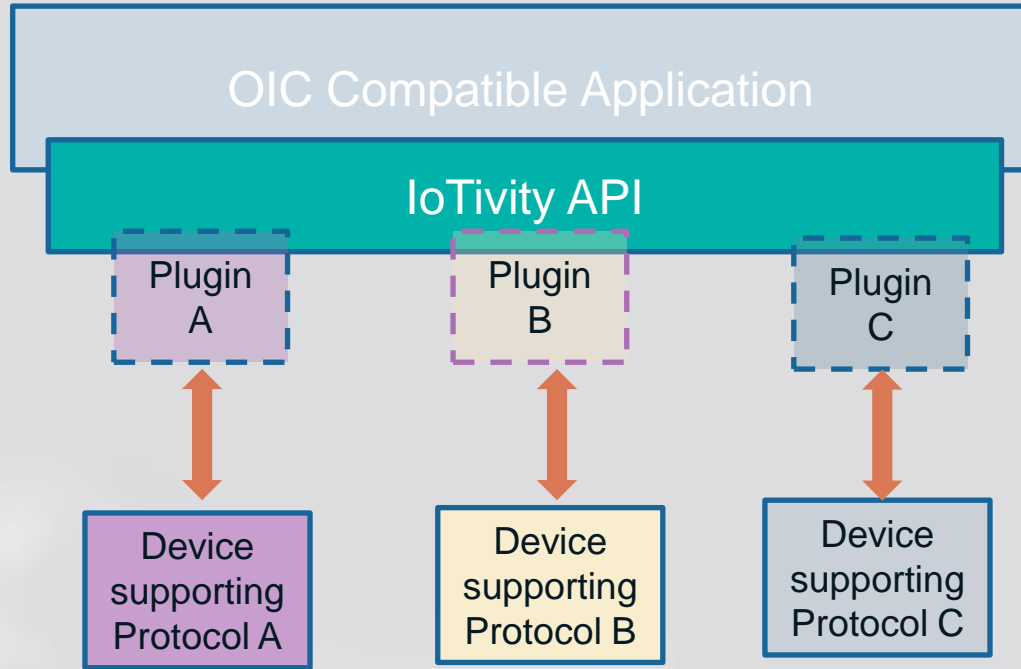 OIC Compatible Application
IoTivity API
Plugin
A
Plugin
B
Plugin
C
Device
supporting
Protocol A
Device
supporting
Protocol B
Device
supporting
Protocol C